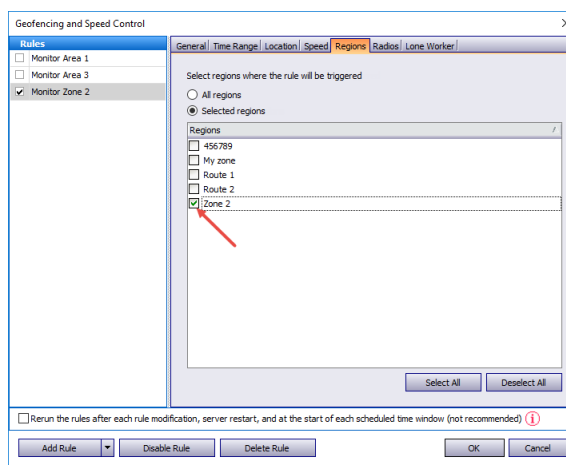 Geofencing and Speed Control
Rules
Monitor Area 1
Monitor Area 3
Monitor Zone 2
General Time Range Location Speed Regions Radios Lone Worker
Select regions where the rule will be triggered
All regions
Selected regions
Regions
456789
My zone
Route 1
Route 2
Zone 2
Select All Deselect All
Rerun the rules after each rule modification, server restart, and at the start of each scheduled time window (not recommended)
Add Rule Disable Rule Delete Rule OK Cancel